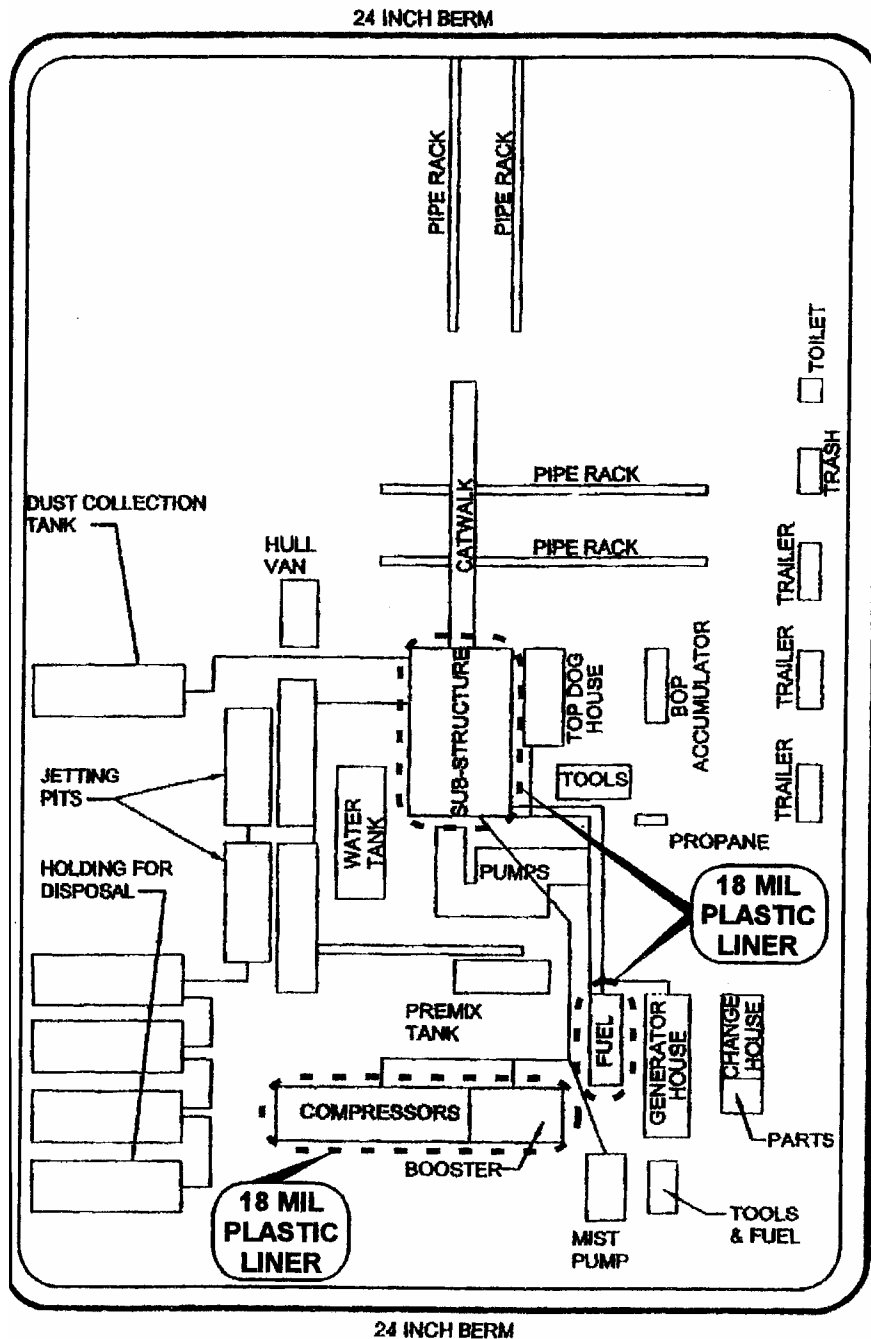 24 INCH BERM
PIPE RACK
PIPE RACK
TOILET
TRASH
CATWALK
PIPE RACK
PIPE RACK
DUST COLLECTION
TANK
HULL
VAN
TRAILER
TRAILER
TRAILER
SUB-STRUCTURE
TOP DOG
HOUSE
BOP
ACCUMULATOR
TOOLS
JETTING
PITS
WATER
TANK
PROPANE
HOLDING FOR
DISPOSAL
PUMPS
18 MIL
PLASTIC
LINER
PREMIX
TANK
FUEL
GENERATOR
HOUSE
CHANGE
HOUSE
COMPRESSORS
PARTS
BOOSTER
18 MIL
PLASTIC
LINER
MIST
PUMP
TOOLS
& FUEL
24 INCH BERM